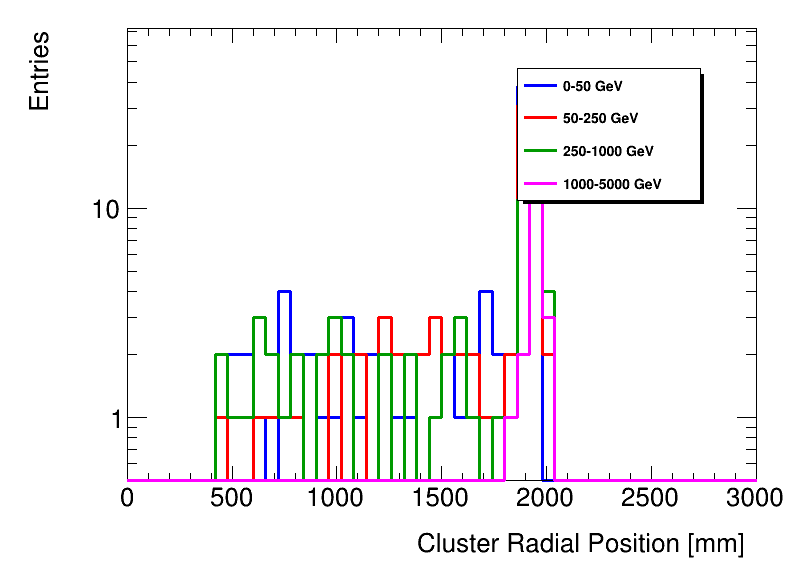 Entries
0-50 GeV
50-250 GeV
250-1000 GeV
1000-5000 GeV
10
1
0 500 1000 1500 2000 2500 3000
Cluster Radial Position [mm]